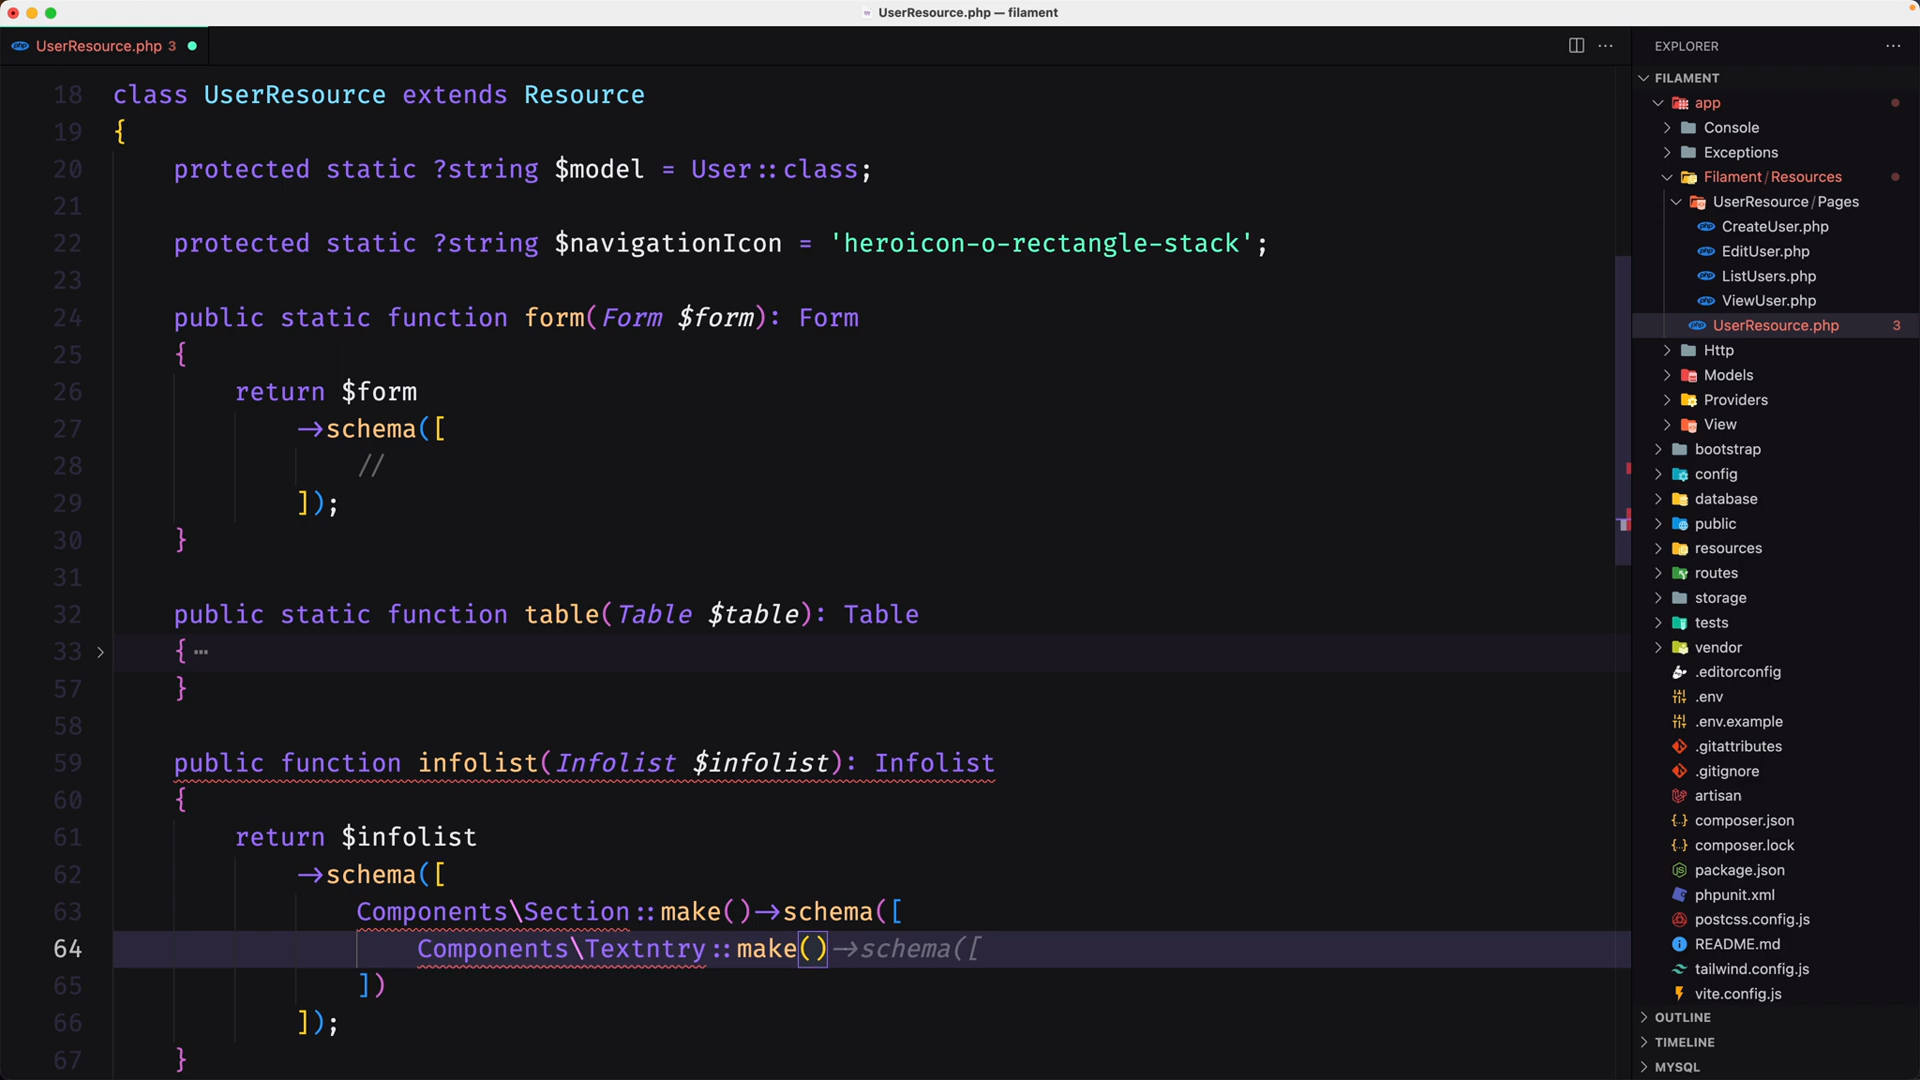 UserResource.php — filament
UserResource.php 3
18 class UserResource extends Resource
19 {
20 protected static ?string $model = User::class;
21
22 protected static ?string $navigationIcon = 'heroicon-o-rectangle-stack';
23
24 public static function form(Form $form): Form
25 {
26 return $form
27 ->schema([
28 //
29 ]);
30 }
31
32 public static function table(Table $table): Table
33 { ⋯
57 }
58
59 public function infolist(Infolist $infolist): Infolist
60 {
61 return $infolist
62 ->schema([
63 Components\Section::make()->schema([
64 Components\Textntry::make()->schema([
65 ])
66 ]);
67 }
EXPLORER
FILAMENT
app
Console
Exceptions
Filament/Resources
UserResource/Pages
CreateUser.php
EditUser.php
ListUsers.php
ViewUser.php
UserResource.php 3
Http
Models
Providers
View
bootstrap
config
database
public
resources
routes
storage
tests
vendor
.editorconfig
.env
.env.example
.gitattributes
.gitignore
artisan
composer.json
composer.lock
package.json
phpunit.xml
postcss.config.js
README.md
tailwind.config.js
vite.config.js
OUTLINE
TIMELINE
MYSQL